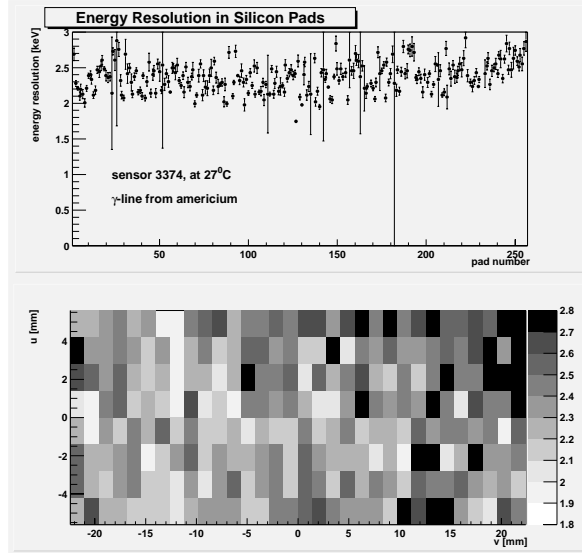 Energy Resolution in Silicon Pads
energy resolution [keV]
3
2.5
2
1.5
1
0.5
0
sensor 3374, at 27⁰C
γ-line from americium
50 100 150 200 250
pad number
u [mm]
4
2
0
-2
-4
-20 -15 -10 -5 0 5 10 15 20
v [mm]
2.8
2.7
2.6
2.5
2.4
2.3
2.2
2.1
2
1.9
1.8